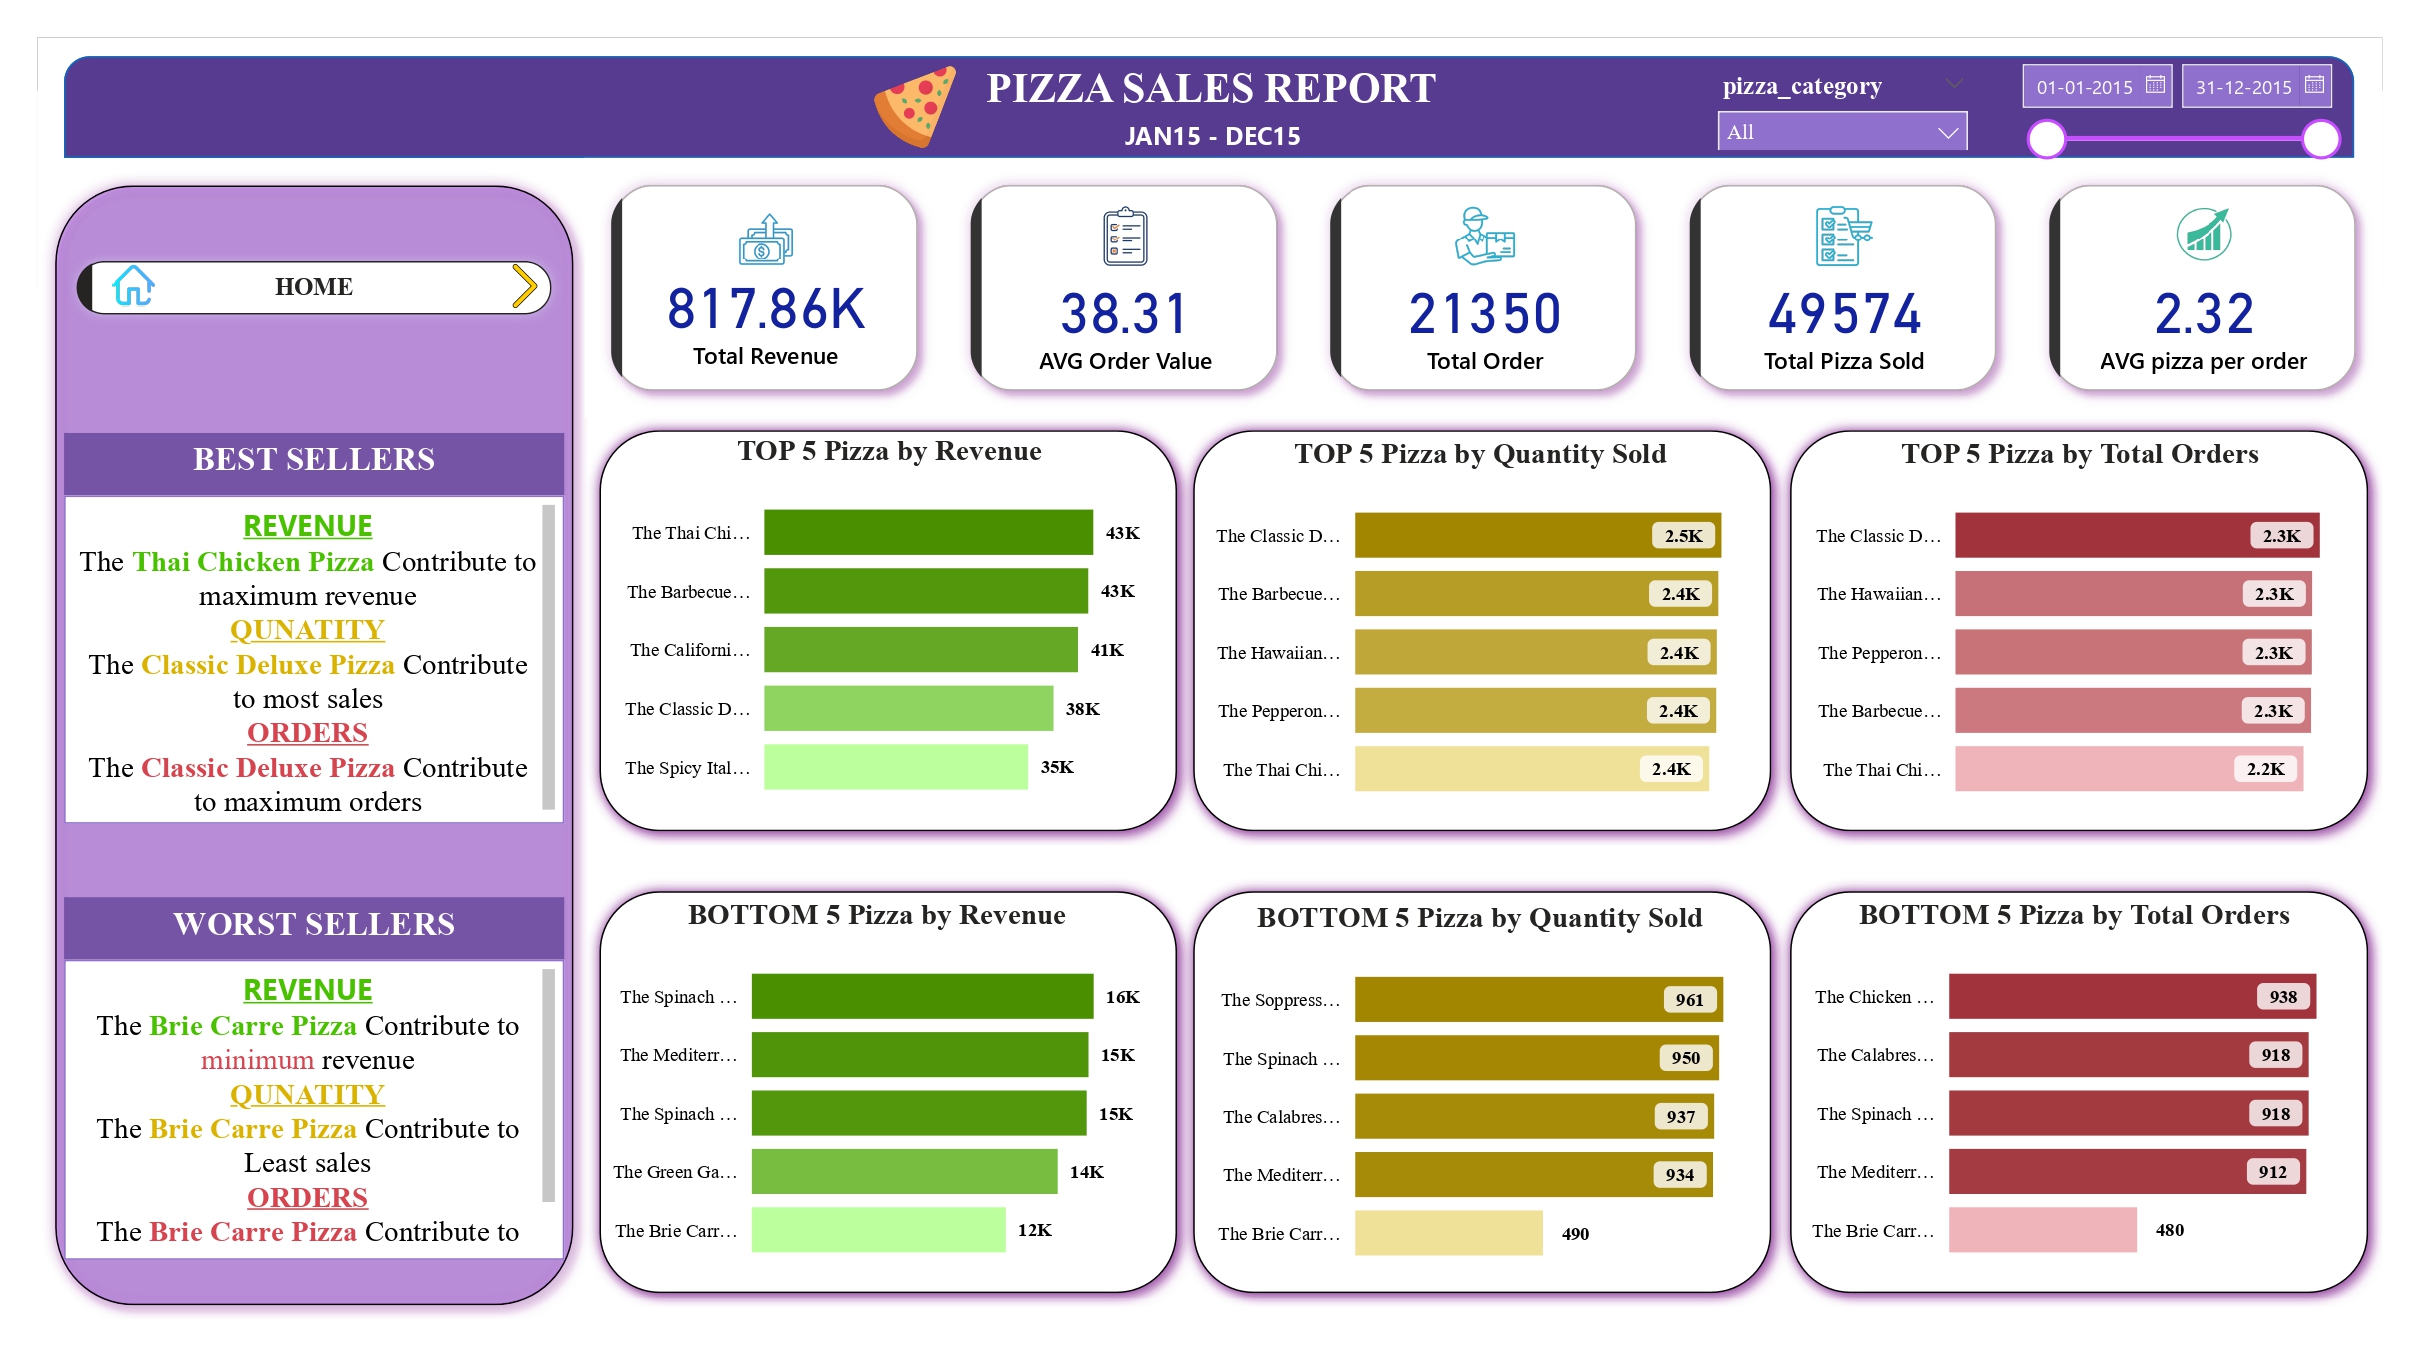 PIZZA SALES REPORT
JAN15 - DEC15
pizza_category
All
01-01-2015
31-12-2015
HOME
BEST SELLERS
REVENUE
The Thai Chicken Pizza Contribute to
maximum revenue
QUNATITY
The Classic Deluxe Pizza Contribute
to most sales
ORDERS
The Classic Deluxe Pizza Contribute
to maximum orders
WORST SELLERS
REVENUE
The Brie Carre Pizza Contribute to
minimum revenue
QUNATITY
The Brie Carre Pizza Contribute to
Least sales
ORDERS
The Brie Carre Pizza Contribute to
817.86K
Total Revenue
38.31
AVG Order Value
21350
Total Order
49574
Total Pizza Sold
2.32
AVG pizza per order
TOP 5 Pizza by Revenue
The Thai Chi... 43K
The Barbecue... 43K
The Californi... 41K
The Classic D... 38K
The Spicy Ital... 35K
TOP 5 Pizza by Quantity Sold
The Classic D... 2.5K
The Barbecue... 2.4K
The Hawaiian... 2.4K
The Pepperon... 2.4K
The Thai Chi... 2.4K
TOP 5 Pizza by Total Orders
The Classic D... 2.3K
The Hawaiian... 2.3K
The Pepperon... 2.3K
The Barbecue... 2.3K
The Thai Chi... 2.2K
BOTTOM 5 Pizza by Revenue
The Spinach ... 16K
The Mediterr... 15K
The Spinach ... 15K
The Green Ga... 14K
The Brie Carr... 12K
BOTTOM 5 Pizza by Quantity Sold
The Soppress... 961
The Spinach ... 950
The Calabres... 937
The Mediterr... 934
The Brie Carr... 490
BOTTOM 5 Pizza by Total Orders
The Chicken ... 938
The Calabres... 918
The Spinach ... 918
The Mediterr... 912
The Brie Carr... 480